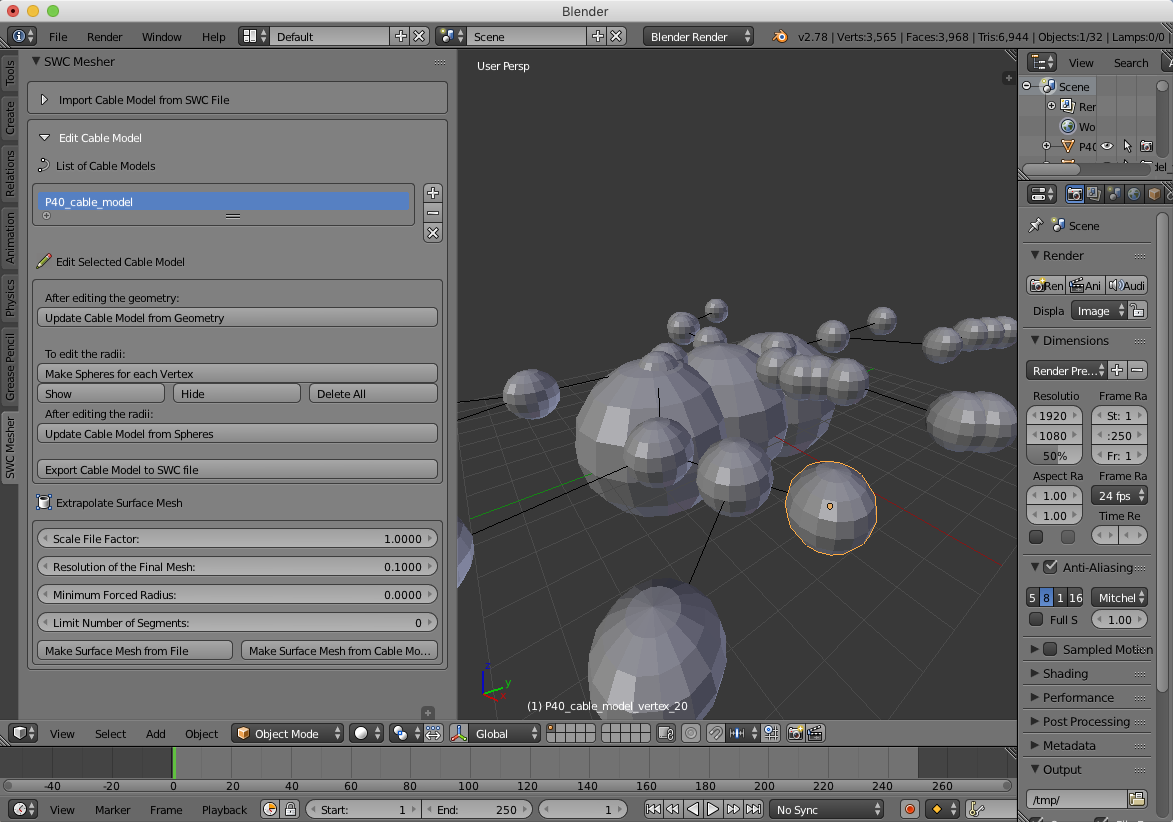 Blender
File Render Window Help Default Scene Blender Render v2.78 | Verts:3,565 | Faces:3,968 | Tris:6,944 | Objects:1/32 | Lamps:0/0
Tools
Create
Relations
Animation
Physics
Grease Pencil
SWC Mesher
SWC Mesher
Import Cable Model from SWC File
Edit Cable Model
List of Cable Models
P40_cable_model
Edit Selected Cable Model
After editing the geometry:
Update Cable Model from Geometry
To edit the radii:
Make Spheres for each Vertex
Show Hide Delete All
After editing the radii:
Update Cable Model from Spheres
Export Cable Model to SWC file
Extrapolate Surface Mesh
Scale File Factor: 1.0000
Resolution of the Final Mesh: 0.1000
Minimum Forced Radius: 0.0000
Limit Number of Segments: 0
Make Surface Mesh from File Make Surface Mesh from Cable Mo...
User Persp
z
y
(1) P40_cable_model_vertex_20
View Search
Scene
Rer
Wo
P4
Scene
Render
Ren Ani Audi
Displa Image
Dimensions
Render Pre...
Resolutio Frame Ra
1920 St: 1
1080 :250
50% Fr: 1
Aspect Ra Frame Ra
1.00 24 fps
1.00 Time Re
Anti-Aliasing
5 8 1 16 Mitchel
Full S 1.00
Sampled Motion
Shading
Performance
Post Processing
Metadata
Output
/tmp/
View Select Add Object Object Mode Global
-40 -20 0 20 40 60 80 100 120 140 160 180 200 220 240 260
View Marker Frame Playback Start: 1 End: 250 1 No Sync